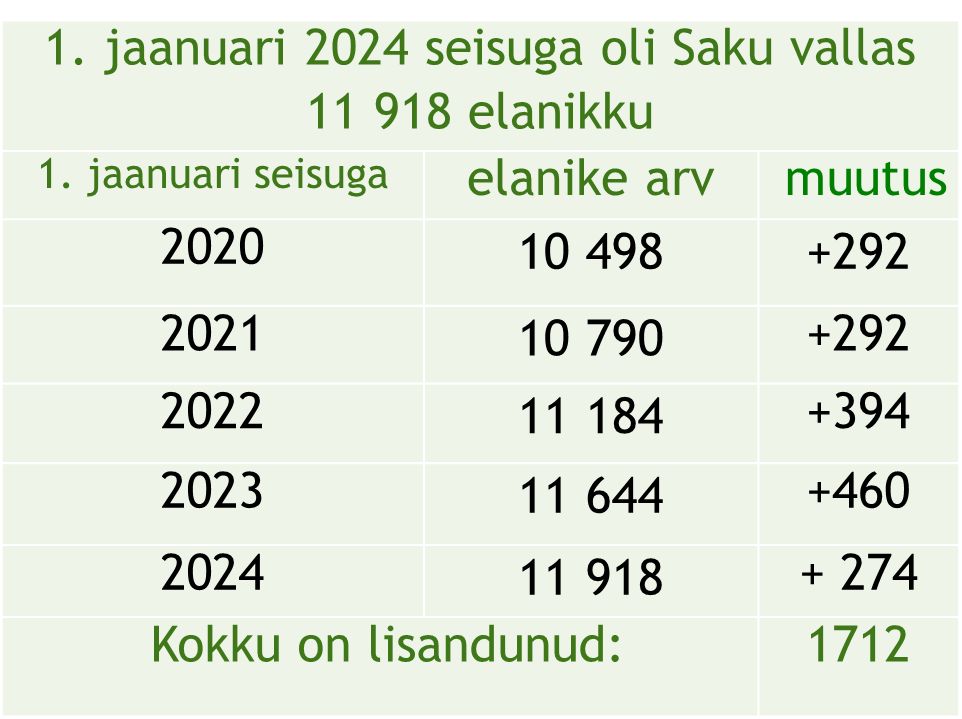 1. jaanuari 2024 seisuga oli Saku vallas
11 918 elanikku
1. jaanuari seisuga elanike arv muutus
2020 10 498 +292
2021 10 790 +292
2022 11 184 +394
2023 11 644 +460
2024 11 918 + 274
Kokku on lisandunud: 1712